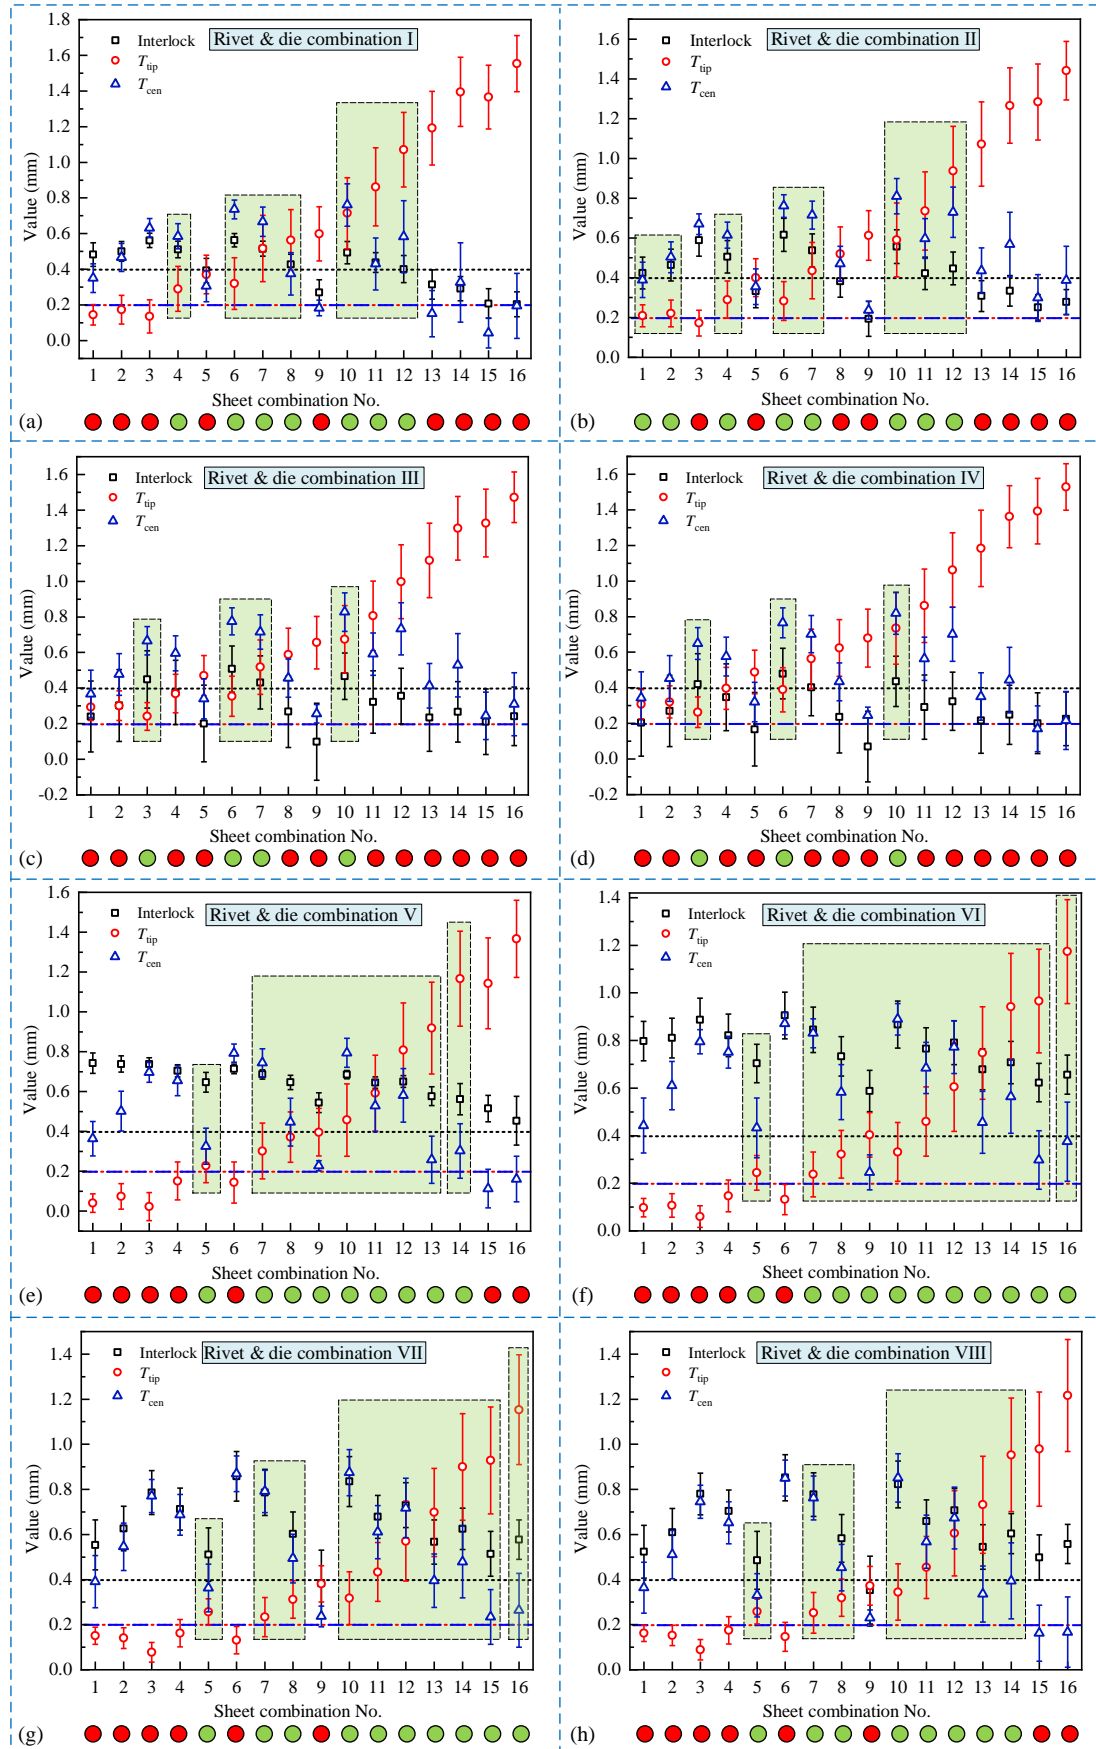 Rivet & die combination I
Interlock
Ttip
Tcen
Value (mm)
1.8
1.6
1.4
1.2
1.0
0.8
0.6
0.4
0.2
0.0
1 2 3 4 5 6 7 8 9 10 11 12 13 14 15 16
Sheet combination No.
(a)
Rivet & die combination II
Interlock
Ttip
Tcen
Value (mm)
1.6
1.4
1.2
1.0
0.8
0.6
0.4
0.2
0.0
1 2 3 4 5 6 7 8 9 10 11 12 13 14 15 16
Sheet combination No.
(b)
Rivet & die combination III
Interlock
Ttip
Tcen
Value (mm)
1.6
1.4
1.2
1.0
0.8
0.6
0.4
0.2
0.0
-0.2
1 2 3 4 5 6 7 8 9 10 11 12 13 14 15 16
Sheet combination No.
(c)
Rivet & die combination IV
Interlock
Ttip
Tcen
Value (mm)
1.6
1.4
1.2
1.0
0.8
0.6
0.4
0.2
0.0
-0.2
1 2 3 4 5 6 7 8 9 10 11 12 13 14 15 16
Sheet combination No.
(d)
Rivet & die combination V
Interlock
Ttip
Tcen
Value (mm)
1.6
1.4
1.2
1.0
0.8
0.6
0.4
0.2
0.0
1 2 3 4 5 6 7 8 9 10 11 12 13 14 15 16
Sheet combination No.
(e)
Rivet & die combination VI
Interlock
Ttip
Tcen
Value (mm)
1.4
1.2
1.0
0.8
0.6
0.4
0.2
0.0
1 2 3 4 5 6 7 8 9 10 11 12 13 14 15 16
Sheet combination No.
(f)
Rivet & die combination VII
Interlock
Ttip
Tcen
Value (mm)
1.4
1.2
1.0
0.8
0.6
0.4
0.2
0.0
1 2 3 4 5 6 7 8 9 10 11 12 13 14 15 16
Sheet combination No.
(g)
Rivet & die combination VIII
Interlock
Ttip
Tcen
Value (mm)
1.4
1.2
1.0
0.8
0.6
0.4
0.2
0.0
1 2 3 4 5 6 7 8 9 10 11 12 13 14 15 16
Sheet combination No.
(h)